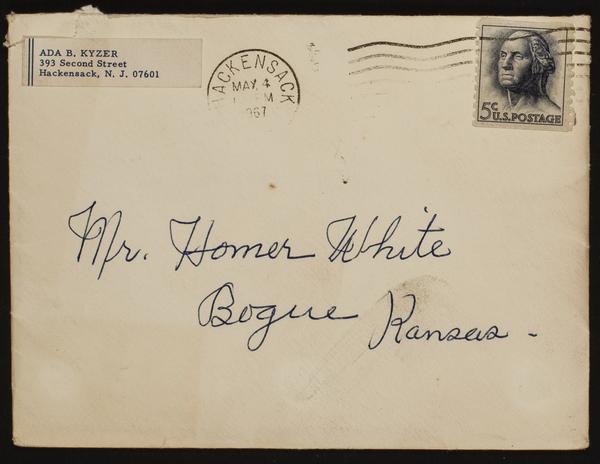 ADA B. KYZER
393 Second Street
Hackensack, N. J. 07601
HACKENSACK
MAY 4
M
1967
5c U.S. POSTAGE
Mr. Homer White
Bogue Kansas -